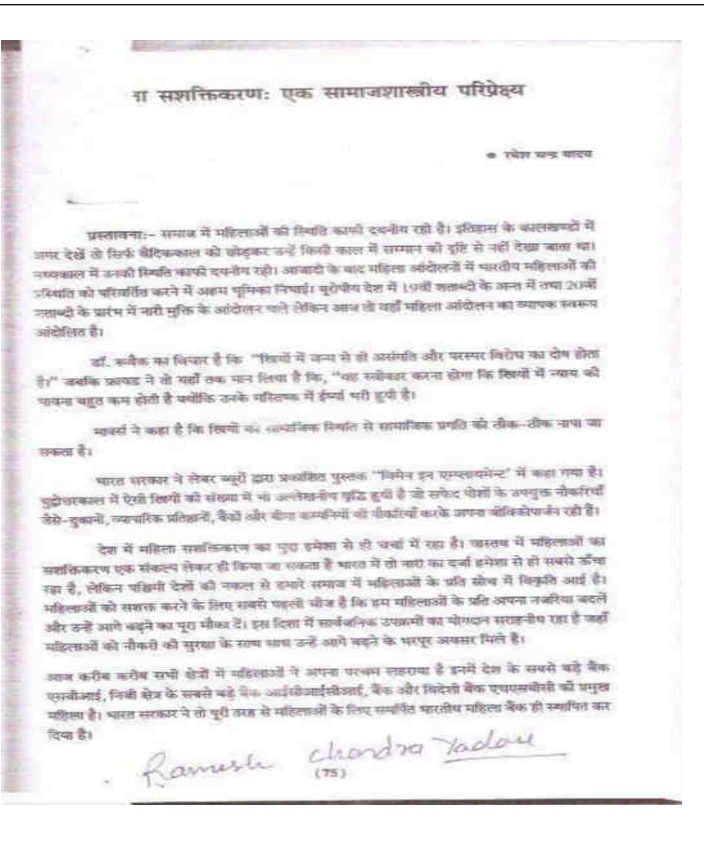 ा सशक्तिकरणः एक सामाजशास्त्रीय परिप्रेक्ष्य
● रमेश चन्द्र यादव
प्रस्तावनाः- समाज में महिलाओं की स्थिति काफी दयनीय रही है। इतिहास के कालखण्डों में
अगर देखें तो सिर्फ वैदिककाल को छोड़कर उन्हें किसी काल में सम्मान की दृष्टि से नहीं देखा जाता था।
मध्यकाल में उनकी स्थिति काफी दयनीय रही। आजादी के बाद महिला आंदोलनों में भारतीय महिलाओं की
स्थिति को परिवर्तित करने में अहम भूमिका निभाई। यूरोपीय देश में 19वीं शताब्दी के अन्त में तथा 20वीं
शताब्दी के प्रारंभ में नारी मुक्ति के आंदोलन चले लेकिन आज तो वहाँ महिला आंदोलन का व्यापक स्वरूप
आंदोलित है।
डॉ. का विचार है कि "स्त्रियों में जन्म से ही असंगति और परस्पर विरोध का दोष होता
है।" जबकि फ्रायड ने तो यहाँ तक मान लिया है कि, "यह स्वीकार करना होगा कि स्त्रियों में न्याय की
भावना बहुत कम होती है क्योंकि उनके मस्तिष्क में ईर्ष्या भरी हुयी है।
मार्क्स ने कहा है कि स्त्रियों की सामाजिक स्थिति से सामाजिक प्रगति को ठीक-ठीक नापा जा
सकता है।
भारत सरकार ने लेबर ब्यूरों द्वारा प्रकाशित पुस्तक "विमेन इन एम्प्लायमेन्ट' में कहा गया है।
युद्धोत्तरकाल में ऐसी स्त्रियों की संख्या में भी उल्लेखनीय वृद्धि हुयी है जो सफेद पोशों के उपयुक्त नौकरियाँ
जैसे-दुकानों, व्यापारिक प्रतिष्ठानों, बैंकों और बीमा कम्पनियों की नौकरियाँ करके अपना जीविकोपार्जन रही हैं।
देश में महिला सशक्तिकरण का मुद्दा हमेशा से ही चर्चा में रहा है। वास्तव में महिलाओं का
सशक्तिकरण एक संकल्प लेकर ही किया जा सकता है भारत में तो नारी का दर्जा हमेशा से ही सबसे ऊँचा
रहा है, लेकिन पश्चिमी देशों की नकल से हमारे समाज में महिलाओं के प्रति सोच में विकृति आई है।
महिलाओं को सशक्त करने के लिए सबसे पहली चीज है कि हम महिलाओं के प्रति अपना नजरिया बदलें
और उन्हें आगे बढ़ने का पूरा मौका दें। इस दिशा में सार्वजनिक उपक्रमों का योगदान सराहनीय रहा है जहाँ
महिलाओं को नौकरी की सुरक्षा के साथ साथ उन्हें आगे बढ़ने के भरपूर अवसर मिले है।
आज करीब करीब सभी क्षेत्रों में महिलाओं ने अपना परचम लहराया है इनमें देश के सबसे बड़े बैंक
एसबीआई, निजी क्षेत्र के सबसे बड़े बैंक आईसीआईसीआई, बैंक और विदेशी बैंक एचएसबीसी की प्रमुख
महिला है। भारत सरकार ने तो पूरी तरह से महिलाओं के लिए समर्पित भारतीय महिला बैंक ही स्थापित कर
दिया है।
Ramesh Chandra Yadav
(75)